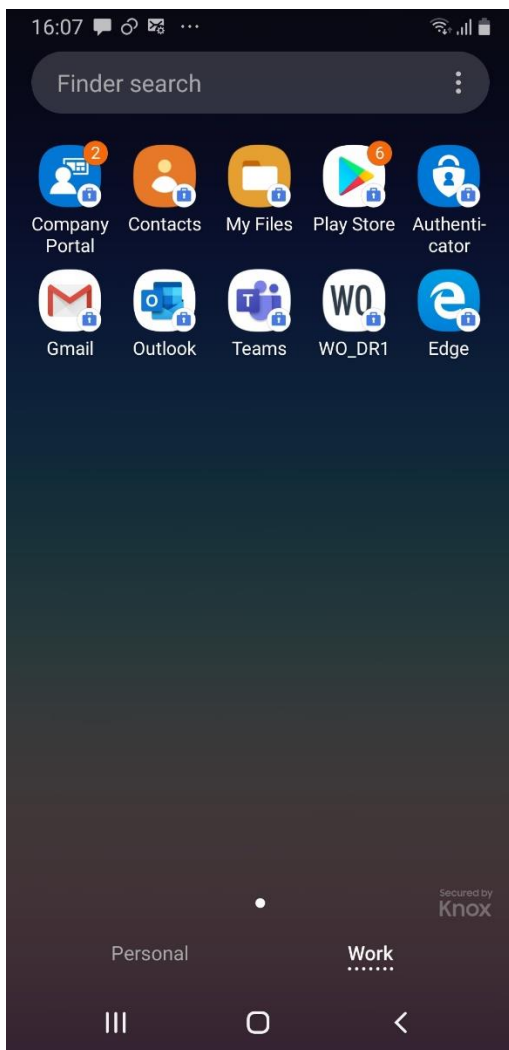 16:07
Finder search
2
6
Company Portal
Contacts
My Files
Play Store
Authenti-
cator
WO
Gmail
Outlook
Teams
WO_DR1
Edge
Secured by
Knox
Personal
Work